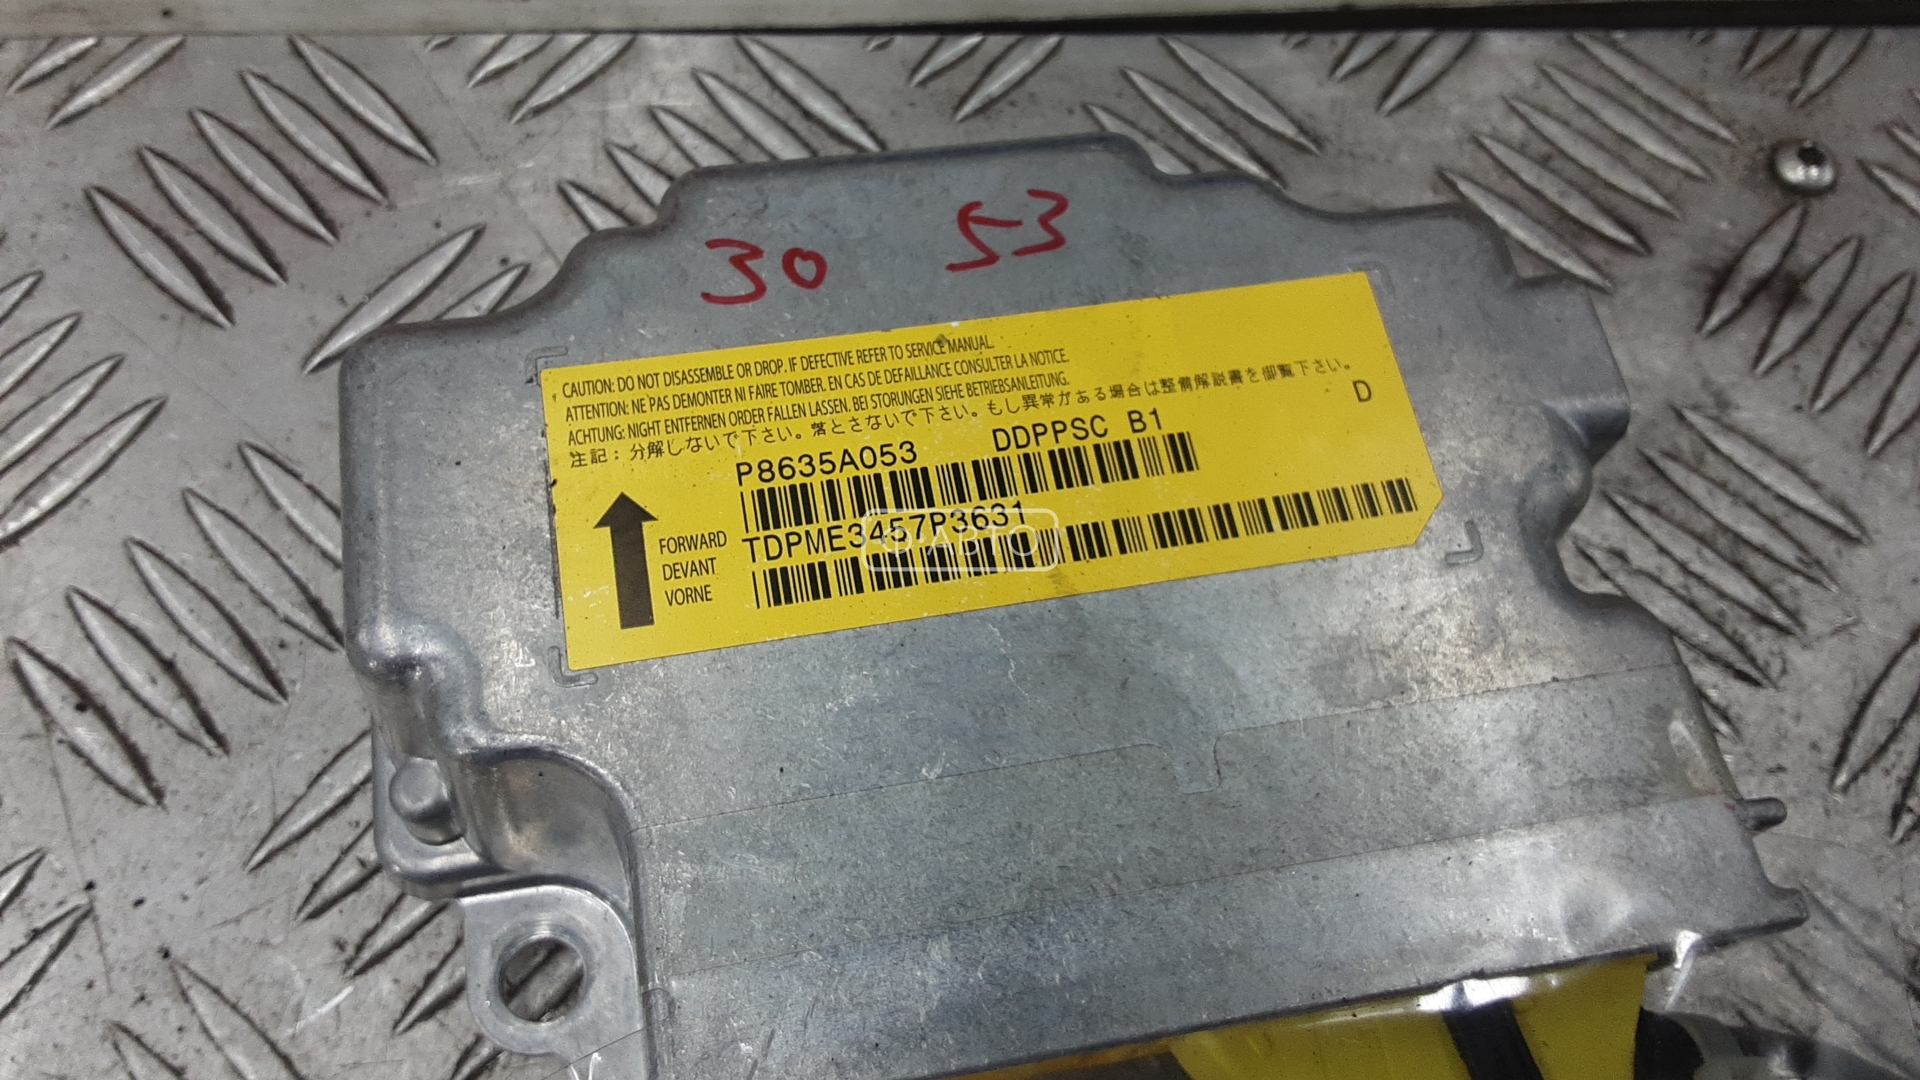 30 53
CAUTION: DO NOT DISASSEMBLE OR DROP. IF DEFECTIVE REFER TO SERVICE MANUAL.
ATTENTION: NE PAS DEMONTER NI FAIRE TOMBER. EN CAS DE DEFAILLANCE CONSULTER LA NOTICE.
ACHTUNG: NIGHT ENTFERNEN ORDER FALLEN LASSEN. BEI STORUNGEN SIEHE BETRIEBSANLEITUNG.
注記：分解しないで下さい。落とさないで下さい。もし異常がある場合は整備解説書を御覧下さい。
D
P8635A053 DDPPSC B1
TDPME3457P3631
ФАВТО
FORWARD
DEVANT
VORNE